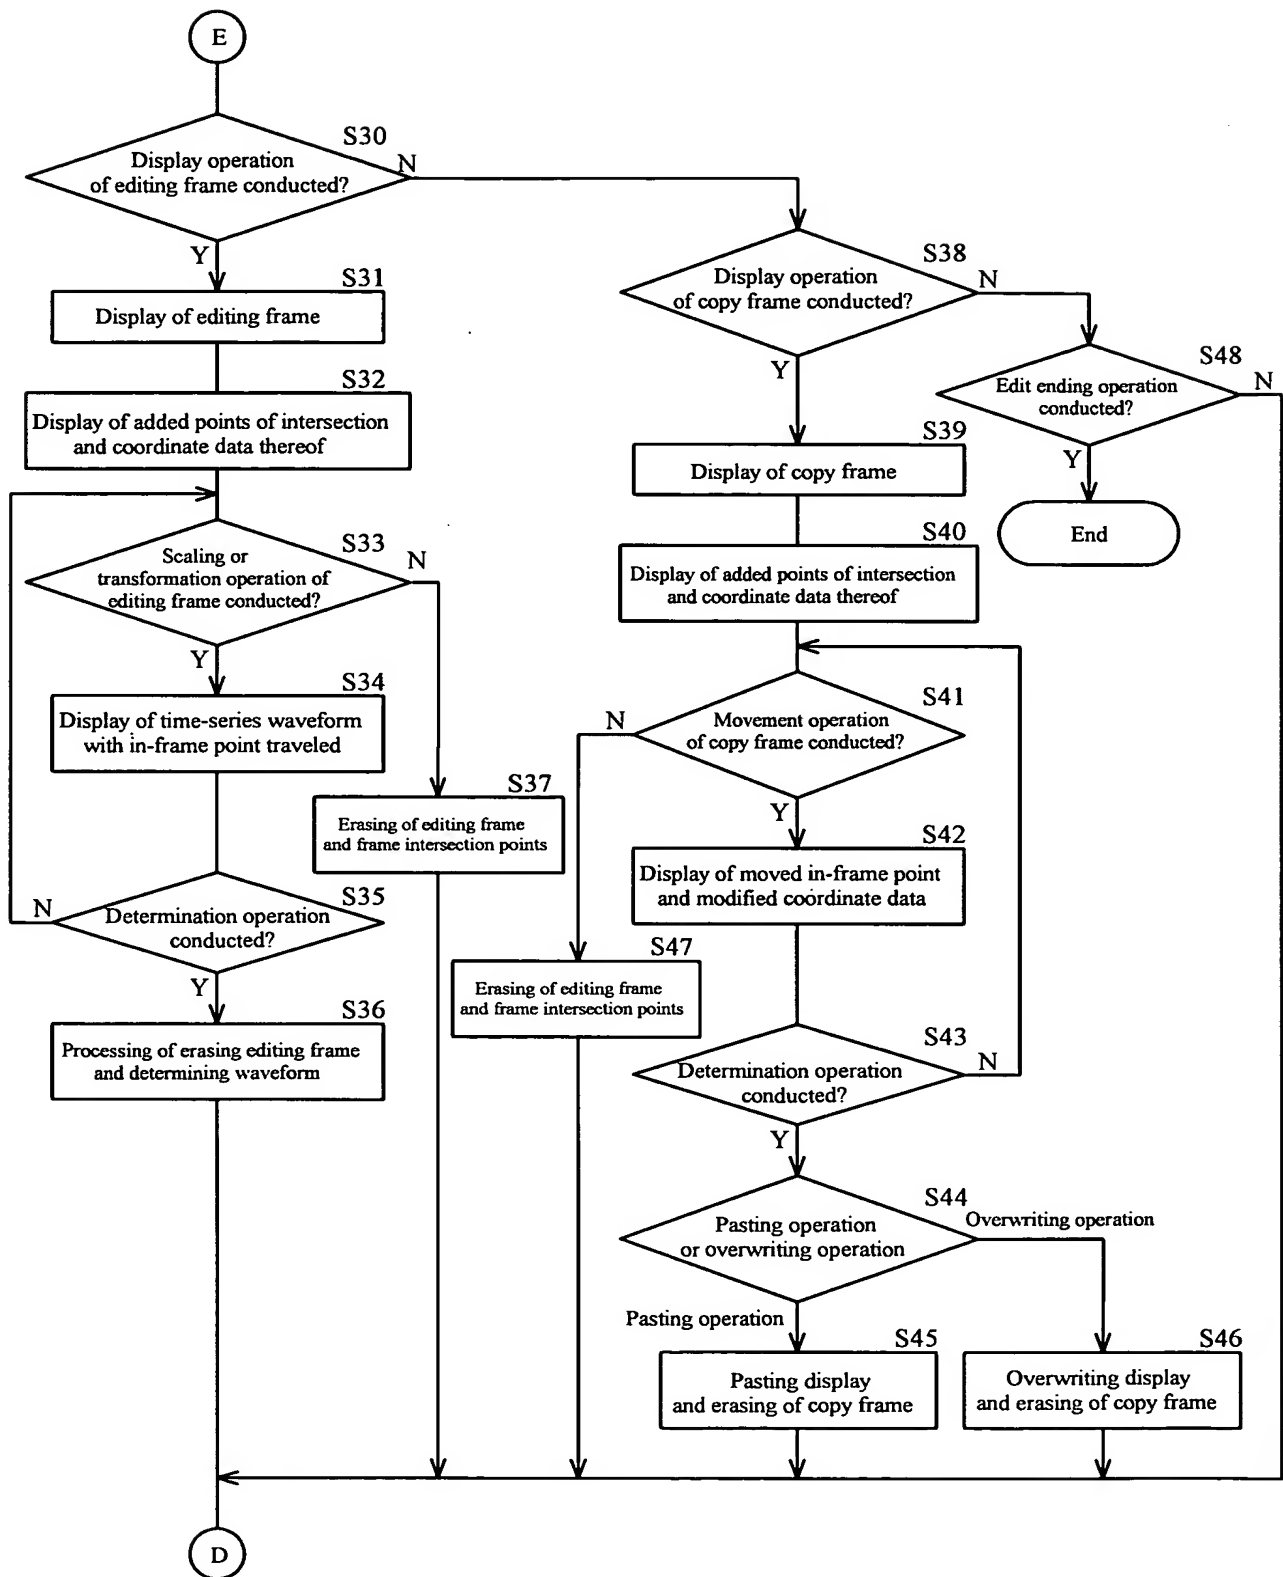 E
S30
Display operation
of editing frame conducted?
N
Y
S31
Display of editing frame
S32
Display of added points of intersection
and coordinate data thereof
S33
Scaling or
transformation operation of
editing frame conducted?
N
Y
S34
Display of time-series waveform
with in-frame point traveled
S37
Erasing of editing frame
and frame intersection points
S35
N
Determination operation
conducted?
Y
S36
Processing of erasing editing frame
and determining waveform
S38
Display operation
of copy frame conducted?
N
Y
S48
Edit ending operation
conducted?
N
Y
End
S39
Display of copy frame
S40
Display of added points of intersection
and coordinate data thereof
S41
N
Movement operation
of copy frame conducted?
Y
S42
Display of moved in-frame point
and modified coordinate data
S47
Erasing of editing frame
and frame intersection points
S43
Determination operation
conducted?
N
Y
S44
Pasting operation
or overwriting operation
Overwriting operation
Pasting operation
S45
Pasting display
and erasing of copy frame
S46
Overwriting display
and erasing of copy frame
D